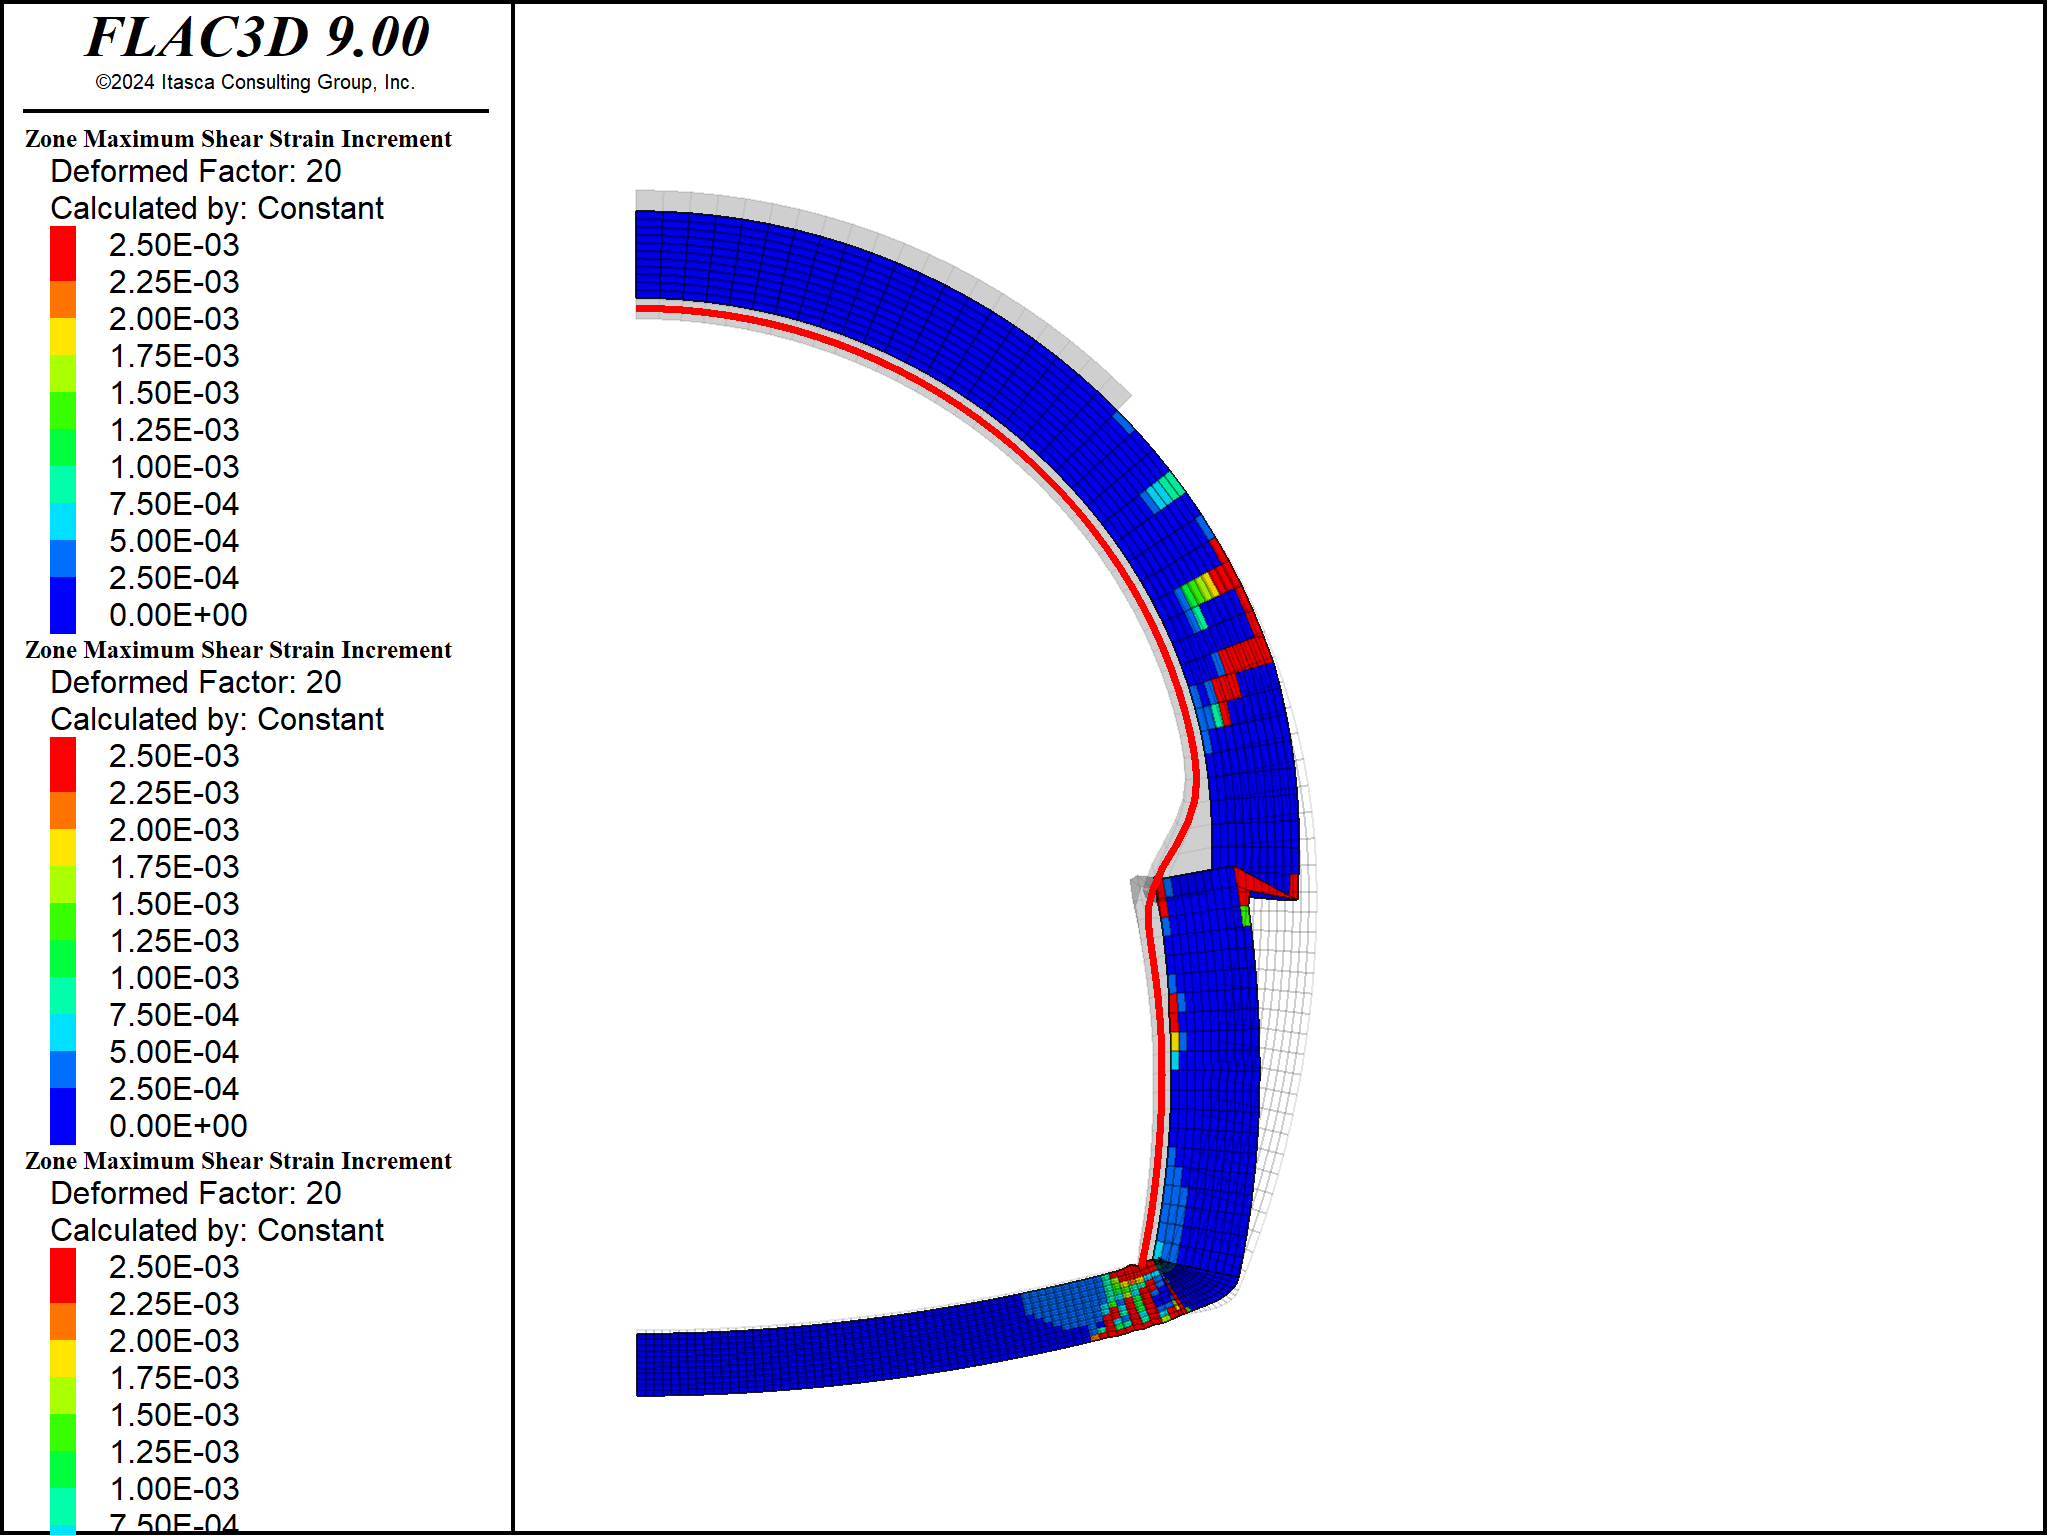 FLAC3D 9.00
©2024 Itasca Consulting Group, Inc.
Zone Maximum Shear Strain Increment
Deformed Factor: 20
Calculated by: Constant
2.50E-03
2.25E-03
2.00E-03
1.75E-03
1.50E-03
1.25E-03
1.00E-03
7.50E-04
5.00E-04
2.50E-04
0.00E+00
Zone Maximum Shear Strain Increment
Deformed Factor: 20
Calculated by: Constant
2.50E-03
2.25E-03
2.00E-03
1.75E-03
1.50E-03
1.25E-03
1.00E-03
7.50E-04
5.00E-04
2.50E-04
0.00E+00
Zone Maximum Shear Strain Increment
Deformed Factor: 20
Calculated by: Constant
2.50E-03
2.25E-03
2.00E-03
1.75E-03
1.50E-03
1.25E-03
1.00E-03
7.50E-04